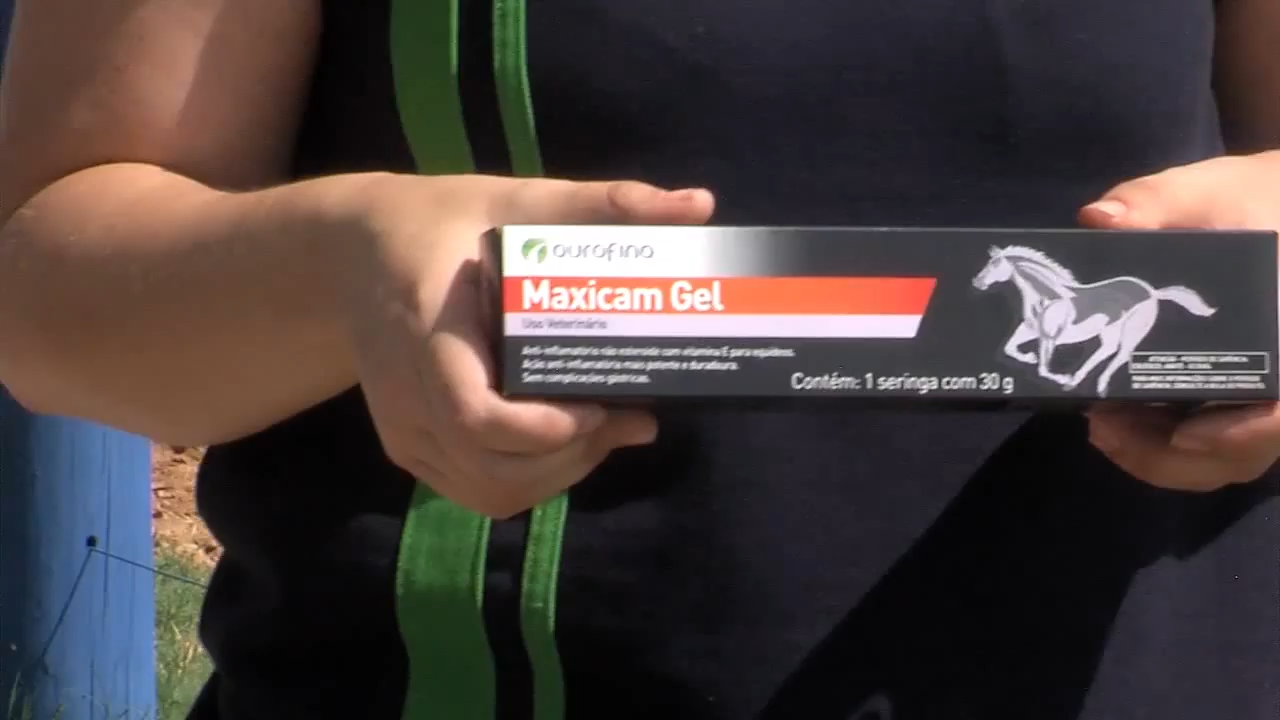 ourofino
Maxicam Gel
Uso Veterinário
Anti-inflamatório não esteroide com vitamina E para equídeos.
Ação anti-inflamatória mais potente e duradoura.
Sem complicações gástricas.
Contém: 1 seringa com 30 g